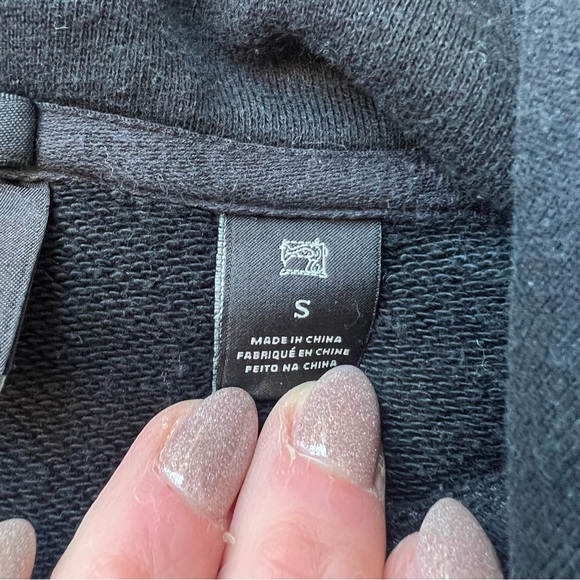 S
MADE IN CHINA
FABRIQUÉ EN CHINE
FEITO NA CHINA